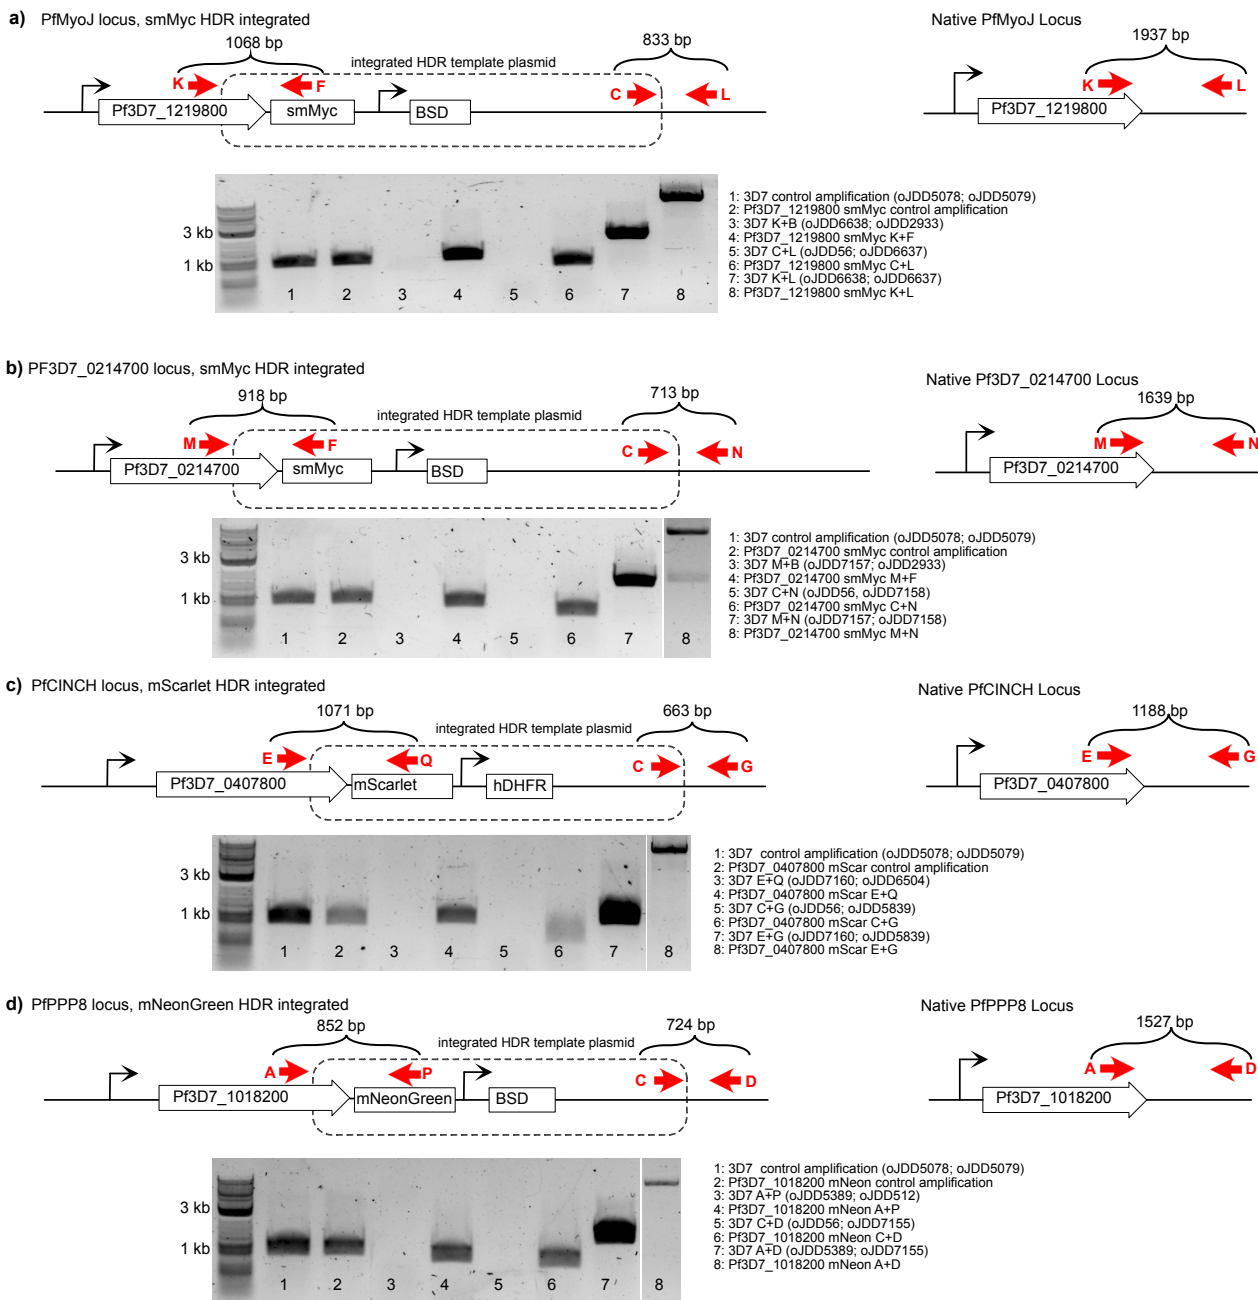 a) PfMyoJ locus, smMyc HDR integrated
Native PfMyoJ Locus
1068 bp
833 bp
1937 bp
integrated HDR template plasmid
K
F
C
L
K
L
Pf3D7_1219800
smMyc
BSD
Pf3D7_1219800
3 kb
1 kb
1 2 3 4 5 6 7 8
1: 3D7 control amplification (oJDD5078; oJDD5079)
2: Pf3D7_1219800 smMyc control amplification
3: 3D7 K+B (oJDD6638; oJDD2933)
4: Pf3D7_1219800 smMyc K+F
5: 3D7 C+L (oJDD56; oJDD6637)
6: Pf3D7_1219800 smMyc C+L
7: 3D7 K+L (oJDD6638; oJDD6637)
8: Pf3D7_1219800 smMyc K+L
b) PF3D7_0214700 locus, smMyc HDR integrated
Native Pf3D7_0214700 Locus
918 bp
713 bp
1639 bp
integrated HDR template plasmid
M
F
C
N
M
N
Pf3D7_0214700
smMyc
BSD
Pf3D7_0214700
3 kb
1 kb
1 2 3 4 5 6 7 8
1: 3D7 control amplification (oJDD5078; oJDD5079)
2: Pf3D7_0214700 smMyc control amplification
3: 3D7 M+B (oJDD7157; oJDD2933)
4: Pf3D7_0214700 smMyc M+F
5: 3D7 C+N (oJDD56, oJDD7158)
6: Pf3D7_0214700 smMyc C+N
7: 3D7 M+N (oJDD7157; oJDD7158)
8: Pf3D7_0214700 smMyc M+N
c) PfCINCH locus, mScarlet HDR integrated
Native PfCINCH Locus
1071 bp
663 bp
1188 bp
integrated HDR template plasmid
E
Q
C
G
E
G
Pf3D7_0407800
mScarlet
hDHFR
Pf3D7_0407800
3 kb
1 kb
1 2 3 4 5 6 7 8
1: 3D7 control amplification (oJDD5078; oJDD5079)
2: Pf3D7_0407800 mScar control amplification
3: 3D7 E+Q (oJDD7160; oJDD6504)
4: Pf3D7_0407800 mScar E+Q
5: 3D7 C+G (oJDD56; oJDD5839)
6: Pf3D7_0407800 mScar C+G
7: 3D7 E+G (oJDD7160; oJDD5839)
8: Pf3D7_0407800 mScar E+G
d) PfPPP8 locus, mNeonGreen HDR integrated
Native PfPPP8 Locus
852 bp
724 bp
1527 bp
integrated HDR template plasmid
A
P
C
D
A
D
Pf3D7_1018200
mNeonGreen
BSD
Pf3D7_1018200
3 kb
1 kb
1 2 3 4 5 6 7 8
1: 3D7 control amplification (oJDD5078; oJDD5079)
2: Pf3D7_1018200 mNeon control amplification
3: 3D7 A+P (oJDD5389; oJDD512)
4: Pf3D7_1018200 mNeon A+P
5: 3D7 C+D (oJDD56; oJDD7155)
6: Pf3D7_1018200 mNeon C+D
7: 3D7 A+D (oJDD5389; oJDD7155)
8: Pf3D7_1018200 mNeon A+D